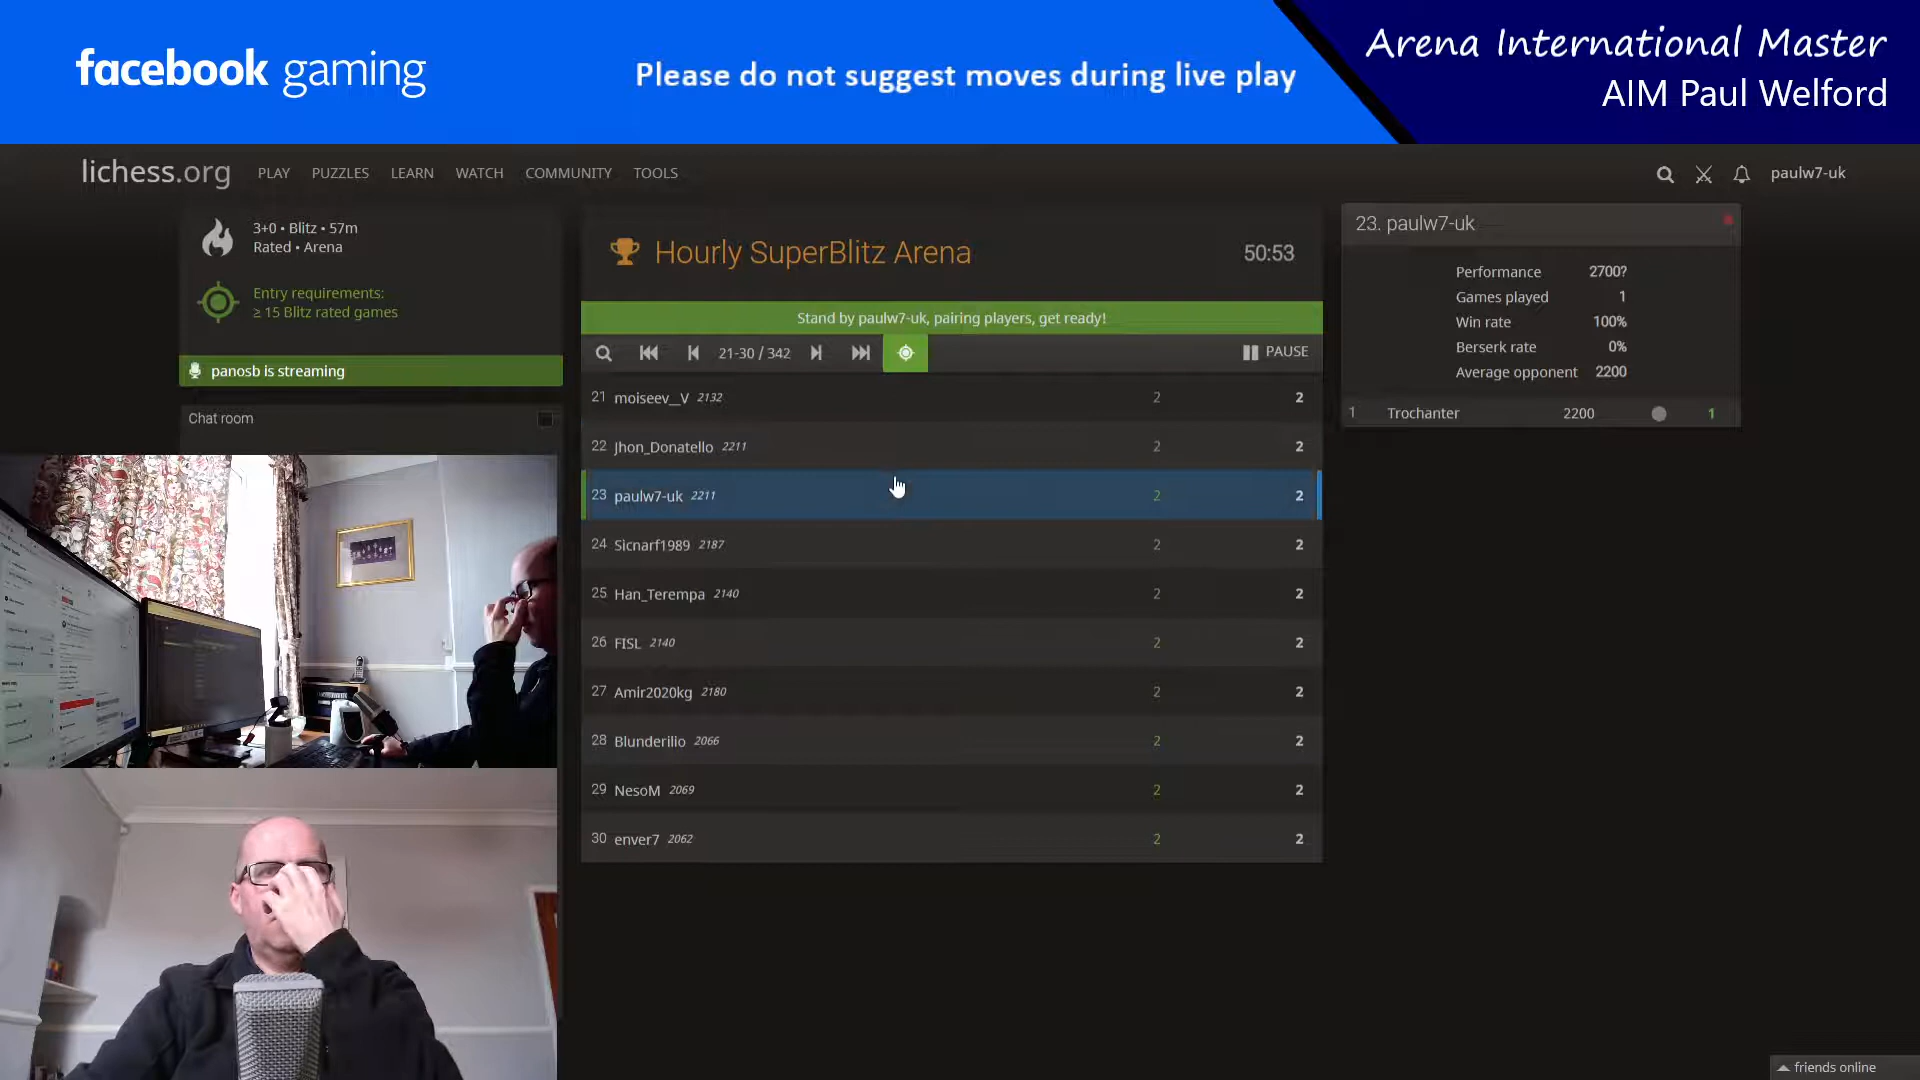 facebook gaming
Please do not suggest moves during live play
Arena International Master
AIM Paul Welford
lichess.org PLAY PUZZLES LEARN WATCH COMMUNITY TOOLS paulw7-uk
3+0 • Blitz • 57m
Rated • Arena
Entry requirements:
≥ 15 Blitz rated games
panosb is streaming
Chat room
Hourly SuperBlitz Arena 50:53
Stand by paulw7-uk, pairing players, get ready!
21-30 / 342 PAUSE
21 moiseev__V 2132 2 2
22 Jhon_Donatello 2211 2 2
23 paulw7-uk 2211 2 2
24 Sicnarf1989 2187 2 2
25 Han_Terempa 2140 2 2
26 FISL 2140 2 2
27 Amir2020kg 2180 2 2
28 Blunderilio 2066 2 2
29 NesoM 2069 2 2
30 enver7 2062 2 2
23. paulw7-uk
Performance 2700?
Games played 1
Win rate 100%
Berserk rate 0%
Average opponent 2200
1 Trochanter 2200 1
friends online